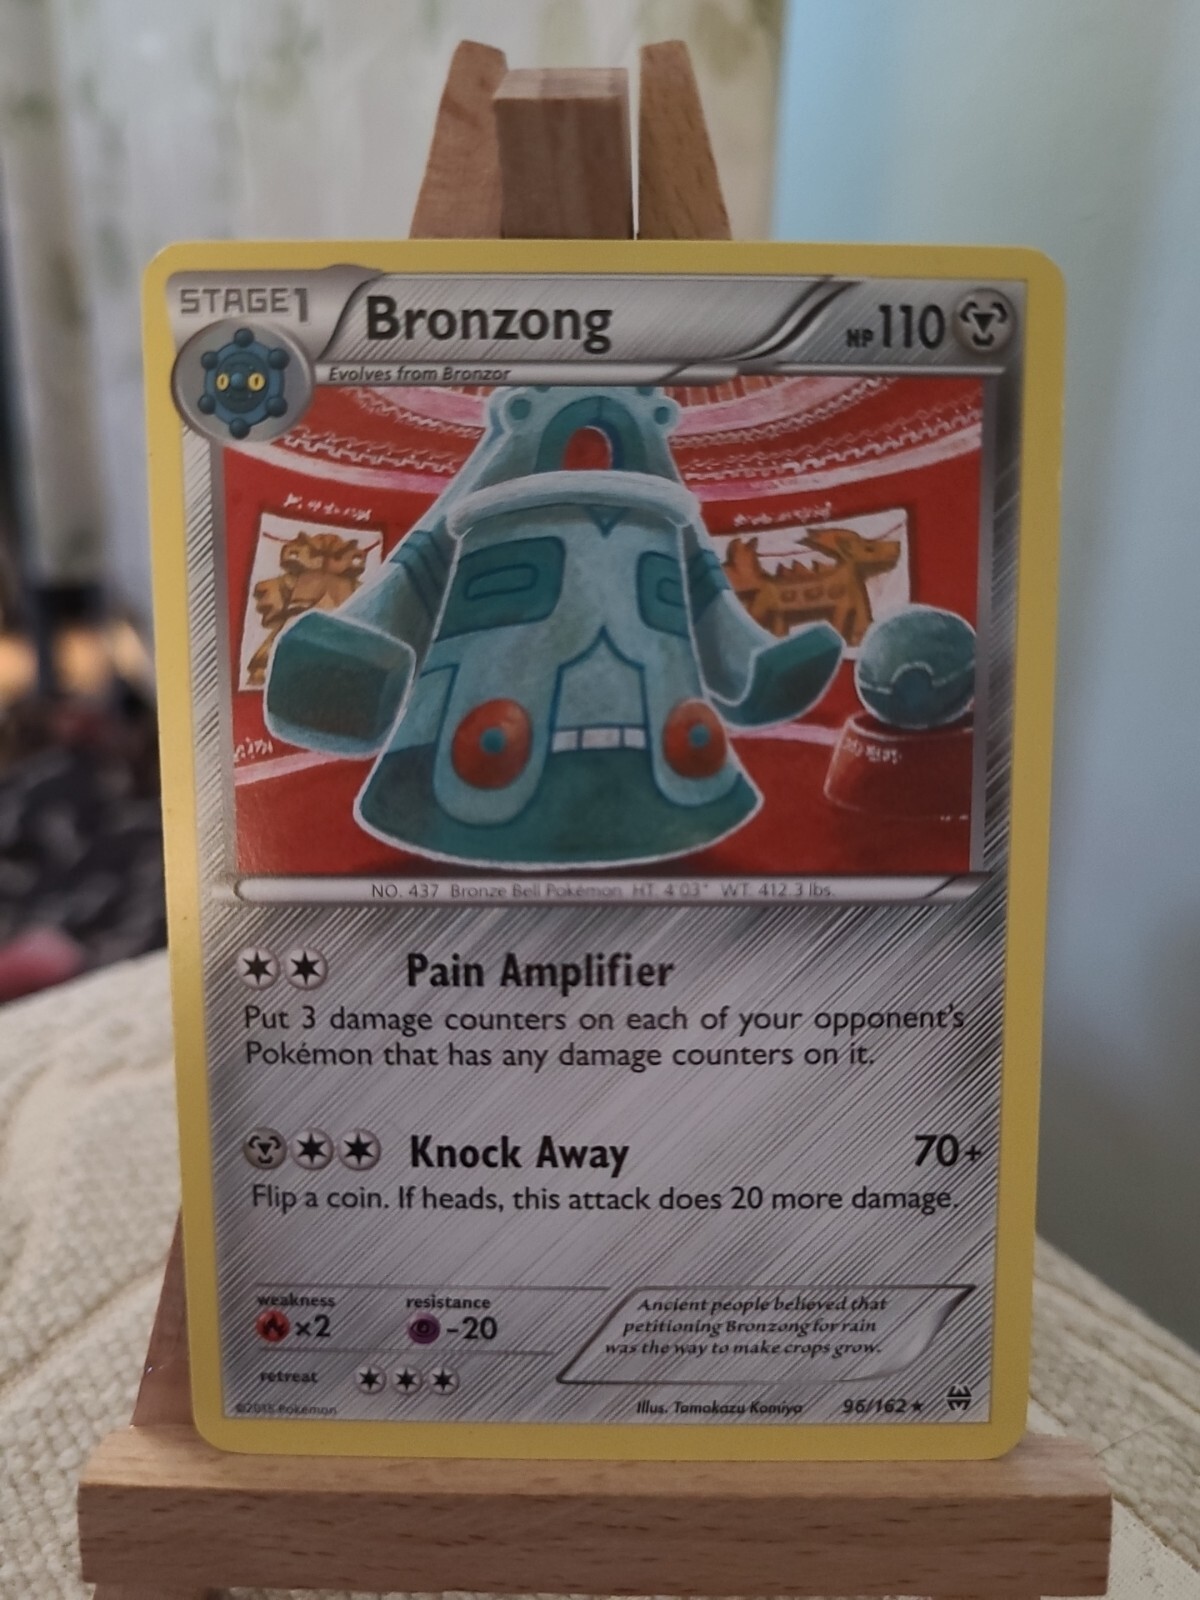 STAGE1
Bronzong
HP110
Evolves from Bronzor
NO. 437 Bronze Bell Pokémon HT. 4'03" WT. 412.3 lbs.
Pain Amplifier
Put 3 damage counters on each of your opponent's
Pokémon that has any damage counters on it.
Knock Away 70+
Flip a coin. If heads, this attack does 20 more damage.
weakness resistance
x2 -20
retreat
Ancient people believed that
petitioning Bronzong for rain
was the way to make crops grow.
©2015 Pokémon
Illus. Tomokazu Komiya 96/162